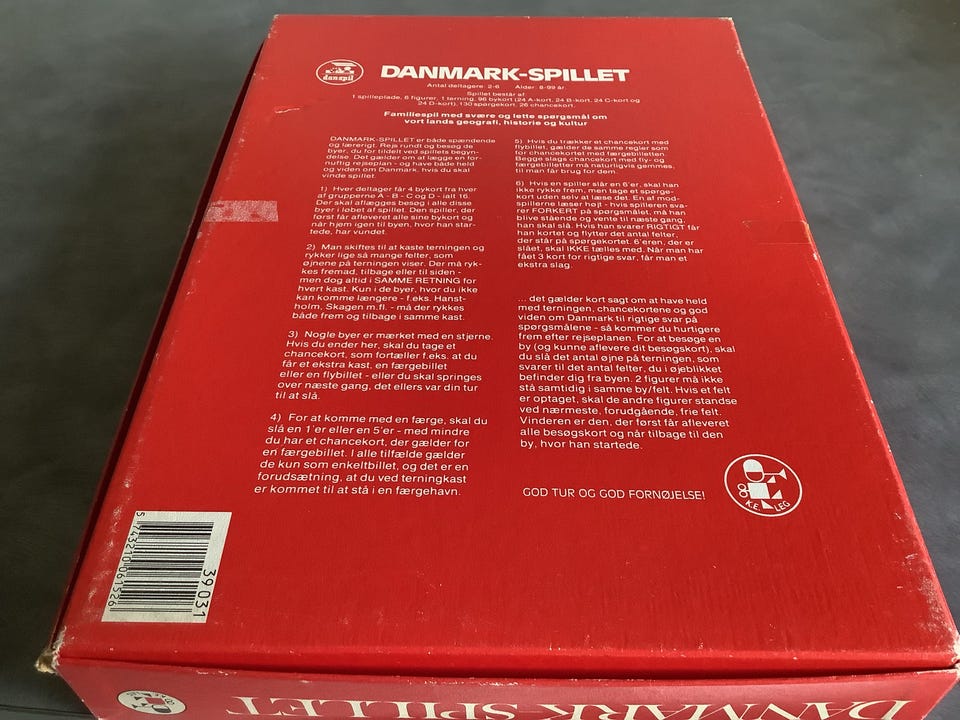 danspil
DANMARK-SPILLET
Antal deltagere: 2-6 Alder: 8-99 år.
Spillet består af:
1 spilleplade, 6 figurer, 1 terning, 96 bykort (24 A-kort, 24 B-kort, 24 C-kort og
24 D-kort), 130 spørgekort, 26 chancekort.
Familiespil med svære og lette spørgsmål om
vort lands geografi, historie og kultur
DANMARK-SPILLET er både spændende
og lærerigt. Rejs rundt og besøg de
byer, du for tildelt ved spillets begyn-
delse. Det gælder om at lægge en for-
nuftig rejseplan - og have både held
og viden om Danmark, hvis du skal
vinde spillet.
1) Hver deltager får 4 bykort fra hver
af grupperne A - B - C og D - ialt 16.
Der skal aflægges besøg i alle disse
byer i løbet af spillet. Den spiller, der
først får afleveret alle sine bykort og
når hjem igen til byen, hvor han star-
tede, har vundet.
2) Man skiftes til at kaste terningen og
rykker lige så mange felter, som
øjnene på terningen viser. Der må ryk-
kes fremad, tilbage eller til siden -
men dog altid i SAMME RETNING for
hvert kast. Kun i de byer, hvor du ikke
kan komme længere - f.eks. Hanst-
holm, Skagen m.fl. - må der rykkes
både frem og tilbage i samme kast.
3) Nogle byer er mærket med en stjerne.
Hvis du ender her, skal du tage et
chancekort, som fortæller f.eks. at du
får et ekstra kast, en færgebillet
eller en flybillet - eller du skal springes
over næste gang, det ellers var din tur
til at slå.
4) For at komme med en færge, skal du
slå en 1'er eller en 5'er - med mindre
du har et chancekort, der gælder for
en færgebillet. I alle tilfælde gælder
de kun som enkeltbillet, og det er en
forudsætning, at du ved terningkast
er kommet til at stå i en færgehavn.
5) Hvis du trækker et chancekort med
flybillet, gælder de samme regler som
for chancekortet med færgebilletten.
Begge slags chancekort med fly- og
færgebilletter må naturligvis gemmes,
til man får brug for dem.
6) Hvis en spiller slår en 6'er, skal han
ikke rykke frem, men tage et spørge-
kort uden selv at læse det. En af mod-
spillerne læser højt - hvis spilleren sva-
rer FORKERT på spørgsmålet, må han
blive stående og vente til næste gang,
han skal slå. Hvis han svarer RIGTIGT får
han kortet og flytter det antal felter,
der står på spørgekortet. 6'eren, der er
slået, skal IKKE tælles med. Når man har
fået 3 kort for rigtige svar, får man et
ekstra slag.
... det gælder kort sagt om at have held
med terningen, chancekortene og god
viden om Danmark til rigtige svar på
spørgsmålene - så kommer du hurtigere
frem efter rejseplanen. For at besøge en
by (og kunne aflevere dit besøgskort), skal
du slå det antal øjne på terningen, som
svarer til det antal felter, du i øjeblikket
befinder dig fra byen. 2 figurer må ikke
stå samtidig i samme by/felt. Hvis et felt
er optaget, skal de andre figurer standse
ved nærmeste, forudgående, frie felt.
Vinderen er den, der først får afleveret
alle besøgskort og når tilbage til den
by, hvor han startede.
GOD TUR OG GOD FORNØJELSE!
K.E. LEG
5 743210 061526
39 031
DANMARK SPILLET